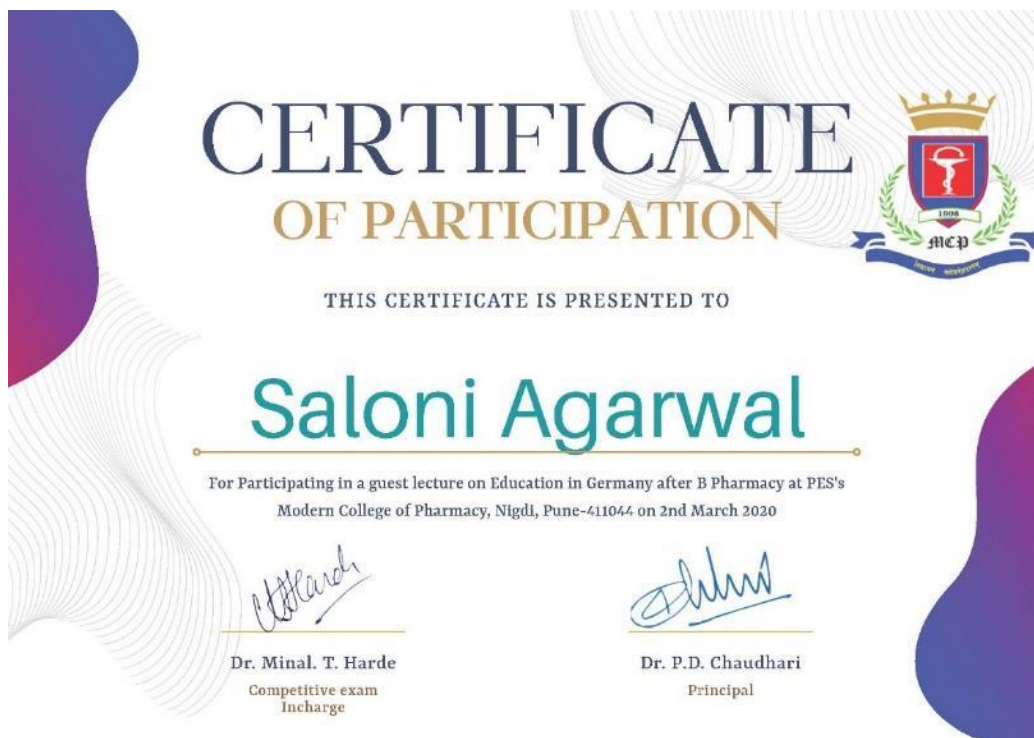 CERTIFICATE
OF PARTICIPATION
1998
MCP
THIS CERTIFICATE IS PRESENTED TO
Saloni Agarwal
For Participating in a guest lecture on Education in Germany after B Pharmacy at PES's
Modern College of Pharmacy, Nigdi, Pune-411044 on 2nd March 2020
Dr. Minal. T. Harde
Competitive exam
Incharge
Dr. P.D. Chaudhari
Principal